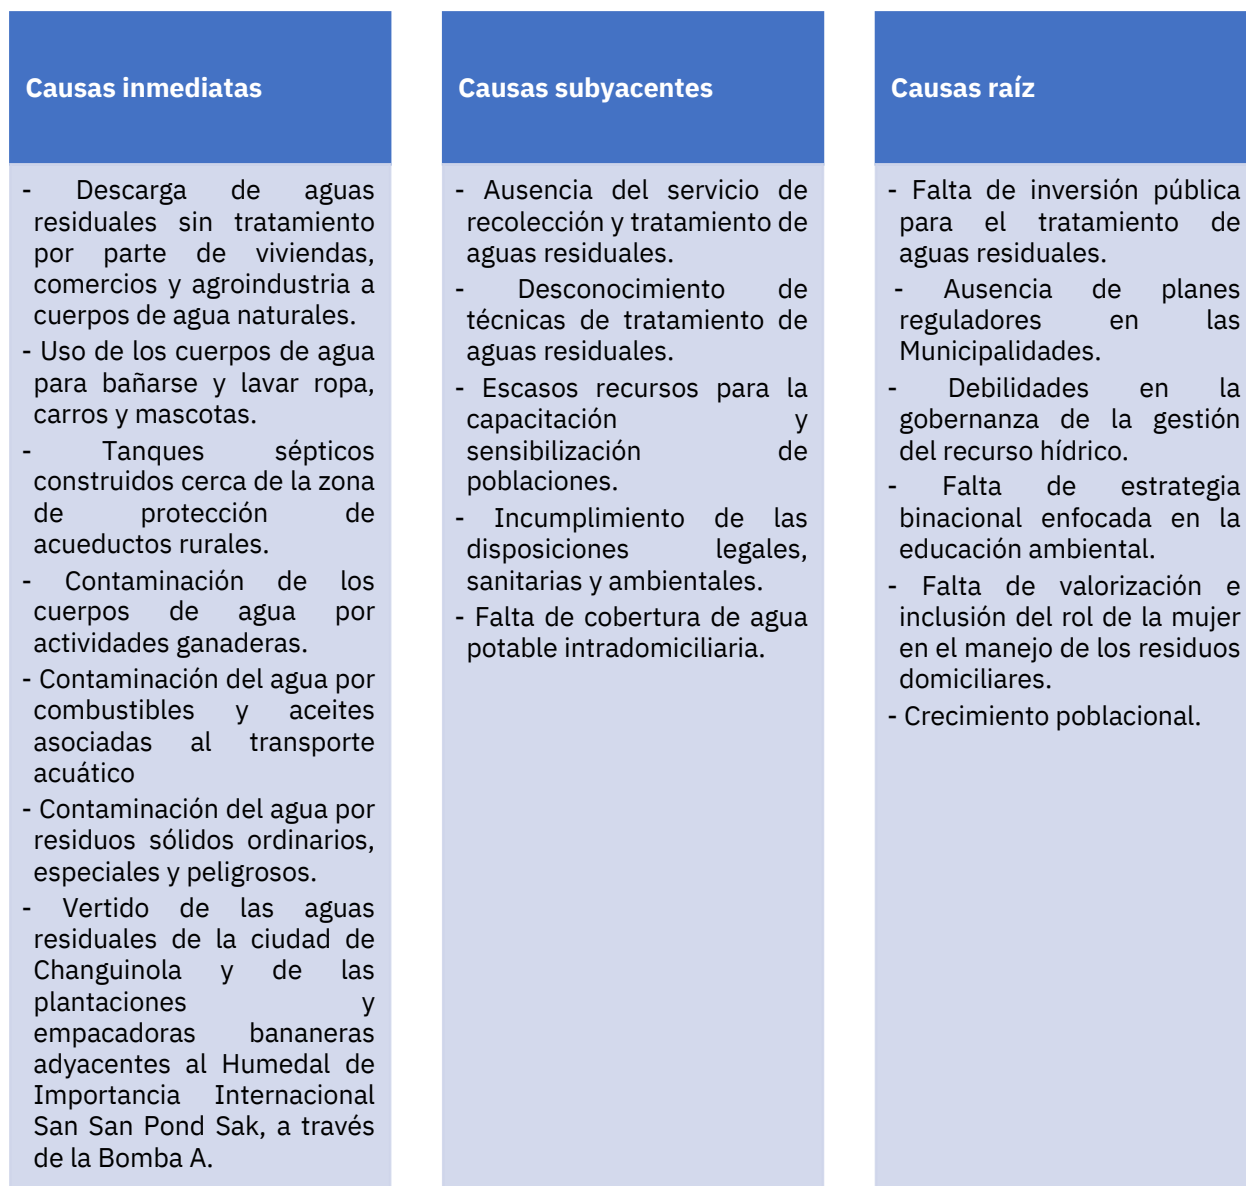 Causas inmediatas
- Descarga de aguas
residuales sin tratamiento
por parte de viviendas,
comercios y agroindustria a
cuerpos de agua naturales.
- Uso de los cuerpos de agua
para bañarse y lavar ropa,
carros y mascotas.
- Tanques sépticos
construidos cerca de la zona
de protección de
acueductos rurales.
- Contaminación de los
cuerpos de agua por
actividades ganaderas.
- Contaminación del agua por
combustibles y aceites
asociadas al transporte
acuático
- Contaminación del agua por
residuos sólidos ordinarios,
especiales y peligrosos.
- Vertido de las aguas
residuales de la ciudad de
Changuinola y de las
plantaciones y
empacadoras bananeras
adyacentes al Humedal de
Importancia Internacional
San San Pond Sak, a través
de la Bomba A.
Causas subyacentes
- Ausencia del servicio de
recolección y tratamiento de
aguas residuales.
- Desconocimiento de
técnicas de tratamiento de
aguas residuales.
- Escasos recursos para la
capacitación y
sensibilización de
poblaciones.
- Incumplimiento de las
disposiciones legales,
sanitarias y ambientales.
- Falta de cobertura de agua
potable intradomiciliaria.
Causas raíz
- Falta de inversión pública
para el tratamiento de
aguas residuales.
- Ausencia de planes
reguladores en las
Municipalidades.
- Debilidades en la
gobernanza de la gestión
del recurso hídrico.
- Falta de estrategia
binacional enfocada en la
educación ambiental.
- Falta de valorización e
inclusión del rol de la mujer
en el manejo de los residuos
domiciliares.
- Crecimiento poblacional.